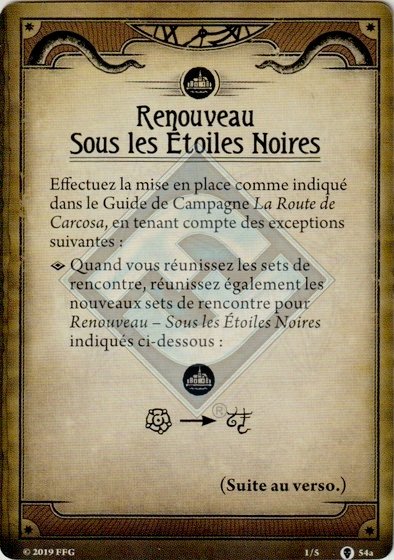 Renouveau
Sous les Étoiles Noires
Effectuez la mise en place comme indiqué
dans le Guide de Campagne La Route de
Carcosa, en tenant compte des exceptions
suivantes :
Quand vous réunissez les sets de
rencontre, réunissez également les
nouveaux sets de rencontre pour
Renouveau – Sous les Étoiles Noires
indiqués ci-dessous :
®
(Suite au verso.)
© 2019 FFG 1/5 54a